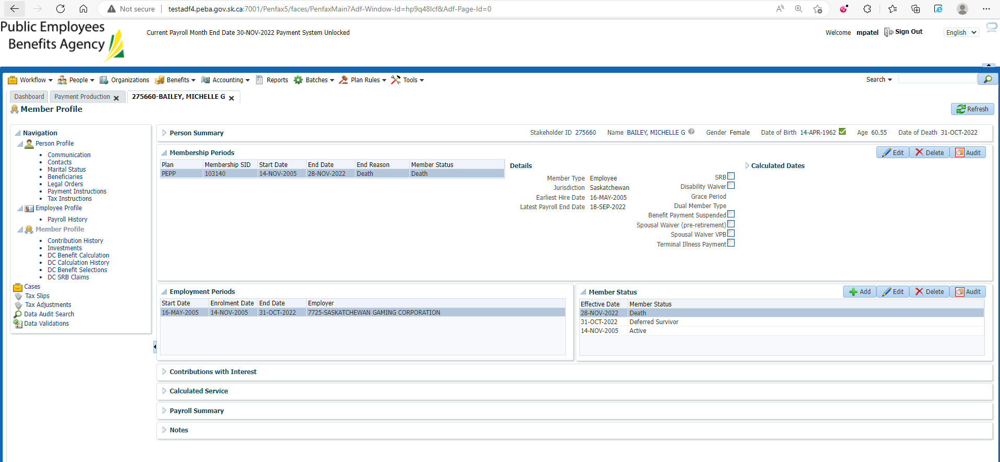 Not secure | testadf4.peba.gov.sk.ca:7001/Penfax5/faces/PenfaxMain?Adf-Window-Id=hp9q48lcf&Adf-Page-Id=0
Public Employees
Benefits Agency
Current Payroll Month End Date 30-NOV-2022 Payment System Unlocked
Welcome mpatel Sign Out English
Workflow People Organizations Benefits Accounting Reports Batches Plan Rules Tools Search
Dashboard Payment Production 275660-BAILEY, MICHELLE G
Member Profile
Refresh
Navigation
Person Profile
Communication
Contacts
Marital Status
Beneficiaries
Legal Orders
Payment Instructions
Tax Instructions
Employee Profile
Payroll History
Member Profile
Contribution History
Investments
DC Benefit Calculation
DC Calculation History
DC Benefit Selections
DC SRB Claims
Cases
Tax Slips
Tax Adjustments
Data Audit Search
Data Validations
Person Summary Stakeholder ID 275660 Name BAILEY, MICHELLE G Gender Female Date of Birth 14-APR-1962 Age 60.55 Date of Death 31-OCT-2022
Membership Periods Edit Delete Audit
Plan Membership SID Start Date End Date End Reason Member Status
PEPP 103140 14-NOV-2005 28-NOV-2022 Death Death
Details
Member Type Employee
Jurisdiction Saskatchewan
Earliest Hire Date 16-MAY-2005
Latest Payroll End Date 18-SEP-2022
SRB
Disability Waiver
Grace Period
Dual Member Type
Benefit Payment Suspended
Spousal Waiver (pre-retirement)
Spousal Waiver VPB
Terminal Illness Payment
Calculated Dates
Employment Periods
Start Date Enrolment Date End Date Employer
16-MAY-2005 14-NOV-2005 31-OCT-2022 7725-SASKATCHEWAN GAMING CORPORATION
Member Status Add Edit Delete Audit
Effective Date Member Status
28-NOV-2022 Death
31-OCT-2022 Deferred Survivor
14-NOV-2005 Active
Contributions with Interest
Calculated Service
Payroll Summary
Notes